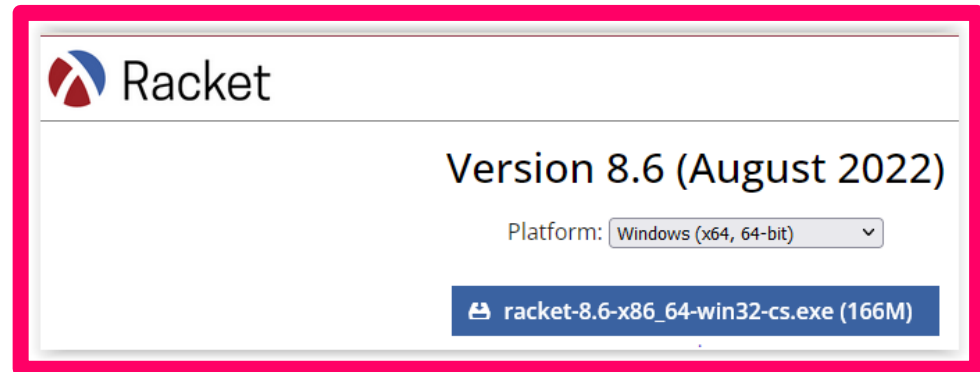 Racket
Version 8.6 (August 2022)
Platform: Windows (x64, 64-bit)
racket-8.6-x86_64-win32-cs.exe (166M)